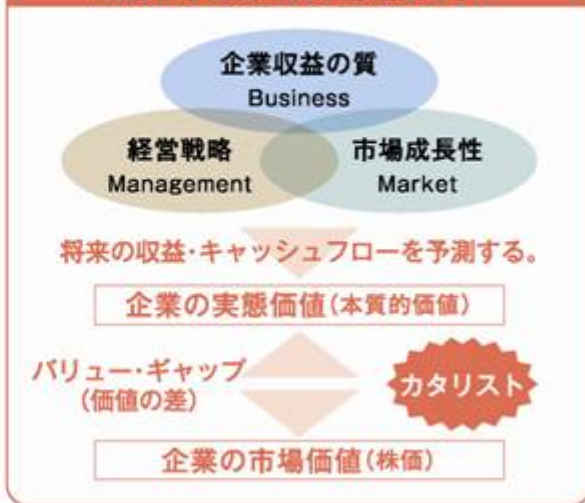 企業収益の質
Business
経営戦略
Management
市場成長性
Market
将来の収益・キャッシュフローを予測する。
企業の実態価値(本質的価値)
バリュー・ギャップ
(価値の差)
カタリスト
企業の市場価値(株価)